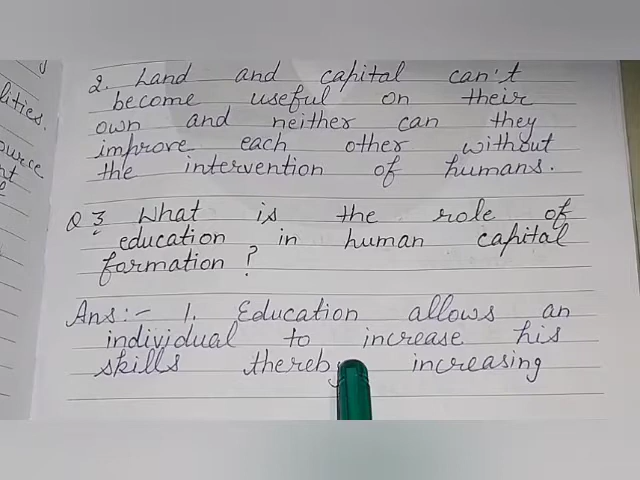 lities.
2. Land and capital can't
become useful on their
own and neither can they
improve each other without
the intervention of humans.
Q3 What is the role of
education in human capital
formation ?
Ans:- 1. Education allows an
individual to increase his
skills thereby increasing